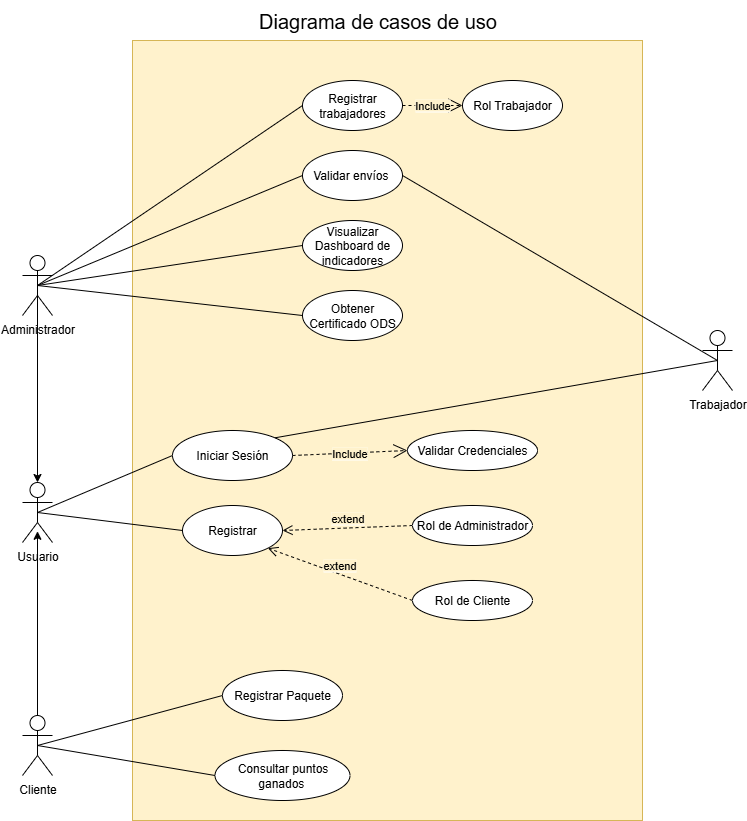 Diagrama de casos de uso
Registrar
trabajadores
Include
Rol Trabajador
Validar envíos
Visualizar
Dashboard de
indicadores
Obtener
Certificado ODS
Administrador
Trabajador
Iniciar Sesión
Include
Validar Credenciales
Usuario
Registrar
extend
Rol de Administrador
extend
Rol de Cliente
Registrar Paquete
Consultar puntos
ganados
Cliente